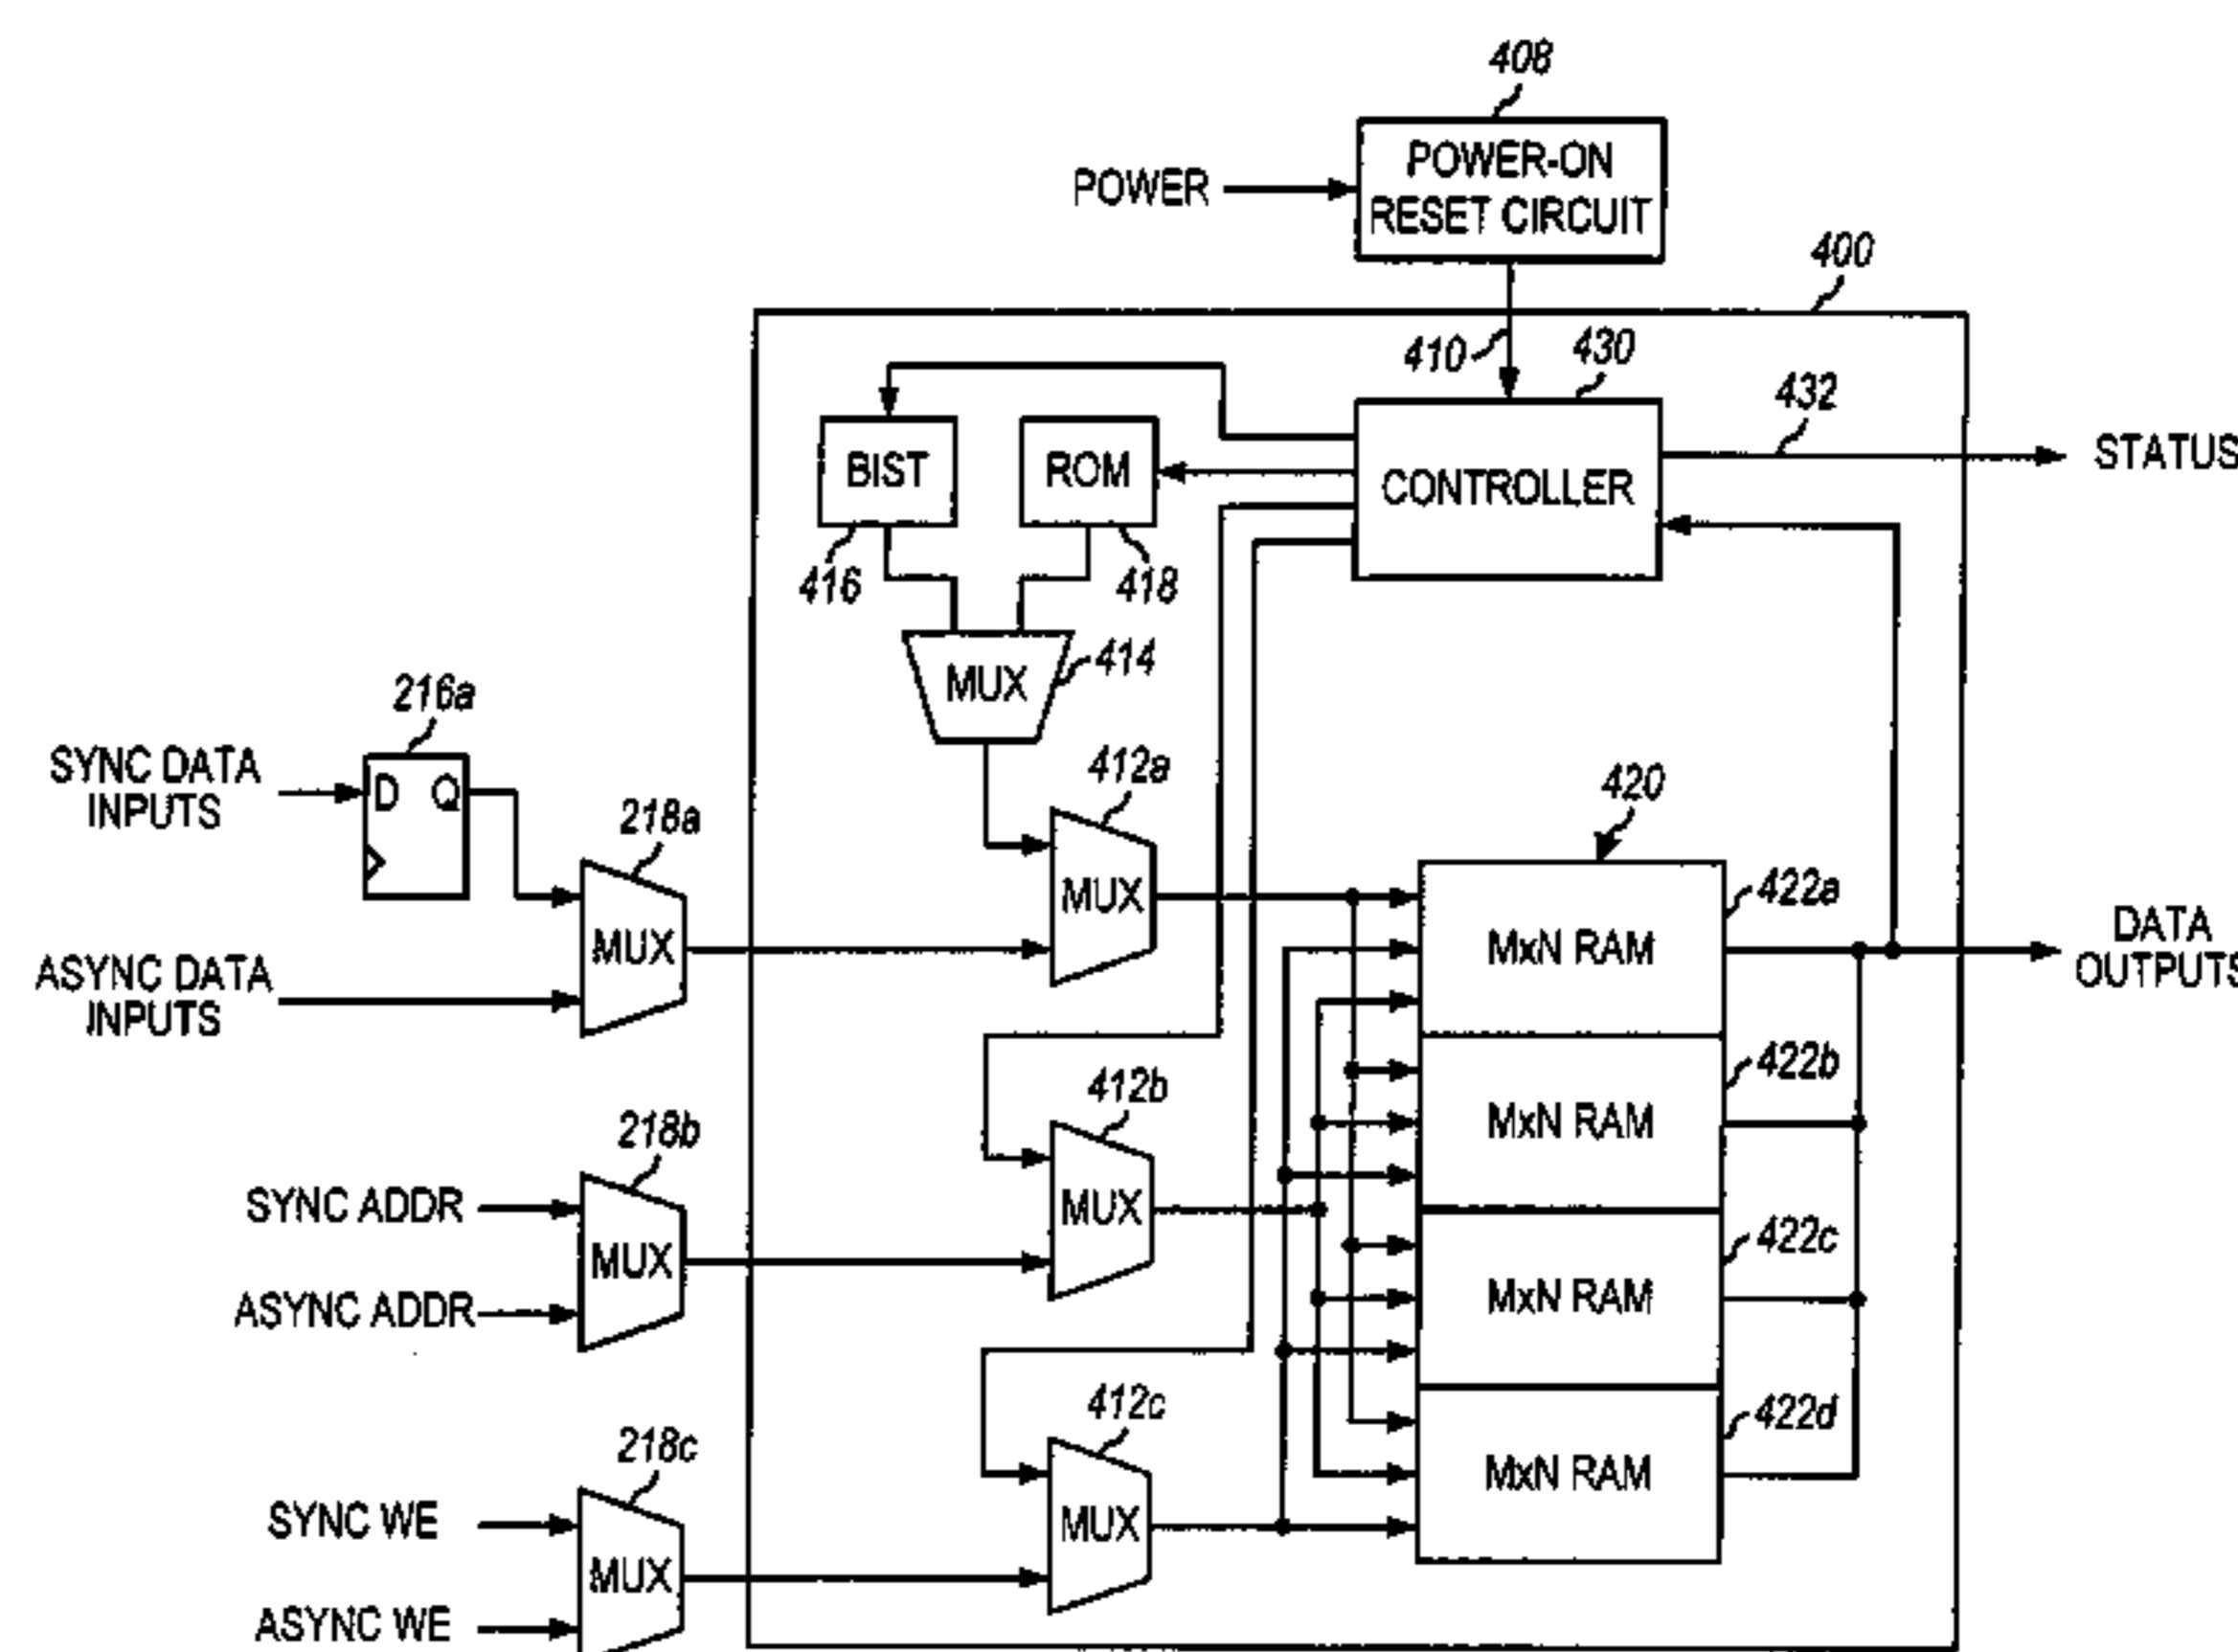 408
POWER-ON
RESET CIRCUIT
POWER
400
410
430
432
STATUS
BIST
ROM
CONTROLLER
416
418
MUX
414
216a
SYNC DATA
INPUTS
D Q
218a
412a
MUX
420
422a
MUX
ASYNC DATA
INPUTS
MxN RAM
DATA
OUTPUTS
422b
412b
218b
MxN RAM
SYNC ADDR
MUX
MUX
422c
ASYNC ADDR
MxN RAM
412c
422d
218c
MxN RAM
SYNC WE
MUX
MUX
ASYNC WE